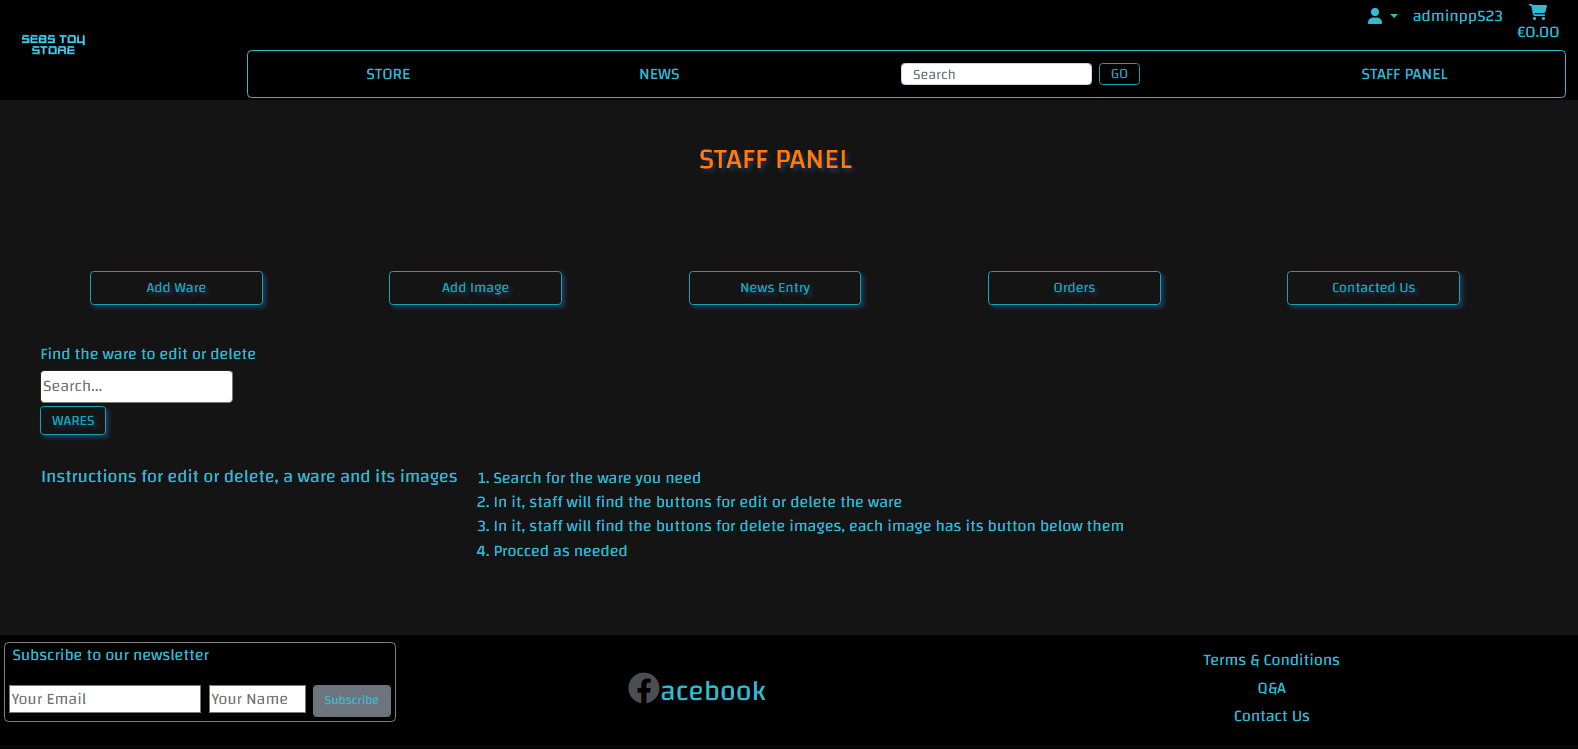 adminpp523
€0.00
SEBS TOY
STORE
STORE
NEWS
Search
GO
STAFF PANEL
STAFF PANEL
Add Ware
Add Image
News Entry
Orders
Contacted Us
Find the ware to edit or delete
Search...
WARES
Instructions for edit or delete, a ware and its images
1. Search for the ware you need
2. In it, staff will find the buttons for edit or delete the ware
3. In it, staff will find the buttons for delete images, each image has its button below them
4. Procced as needed
Subscribe to our newsletter
Your Email
Your Name
Subscribe
facebook
Terms & Conditions
Q&A
Contact Us